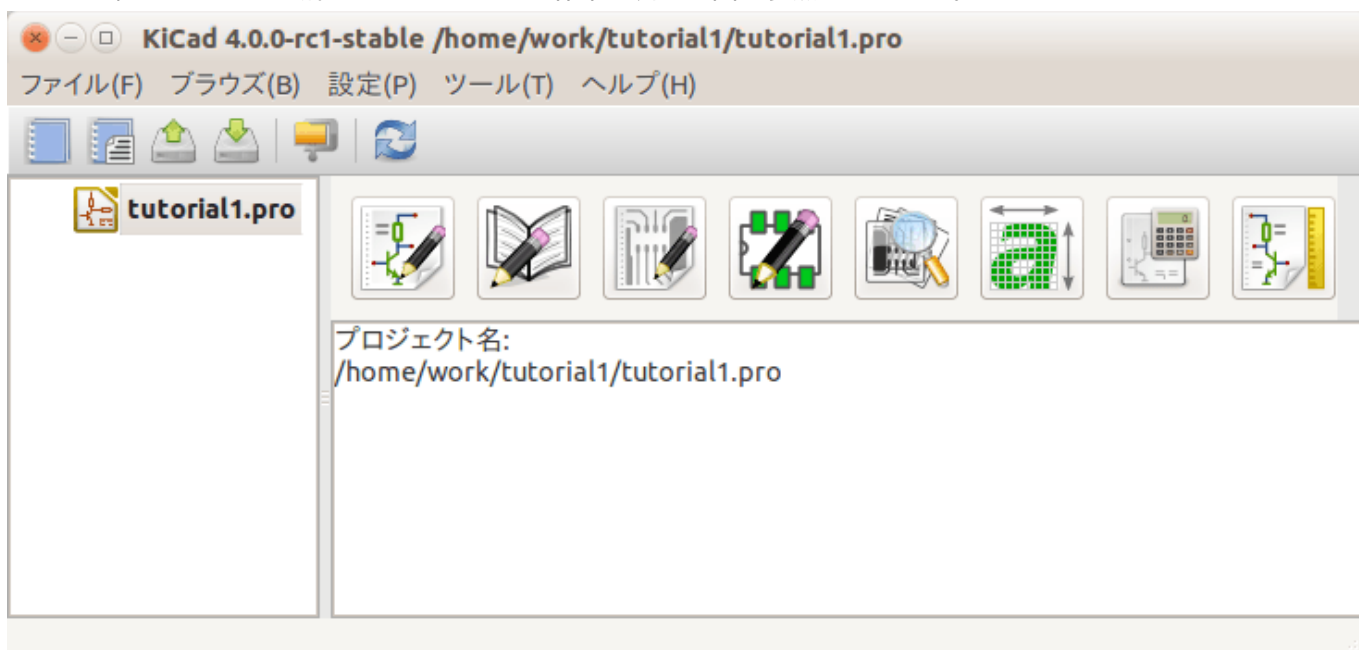 KiCad 4.0.0-rc1-stable /home/work/tutorial1/tutorial1.pro
ファイル(F) ブラウズ(B) 設定(P) ツール(T) ヘルプ(H)
tutorial1.pro
プロジェクト名:
/home/work/tutorial1/tutorial1.pro